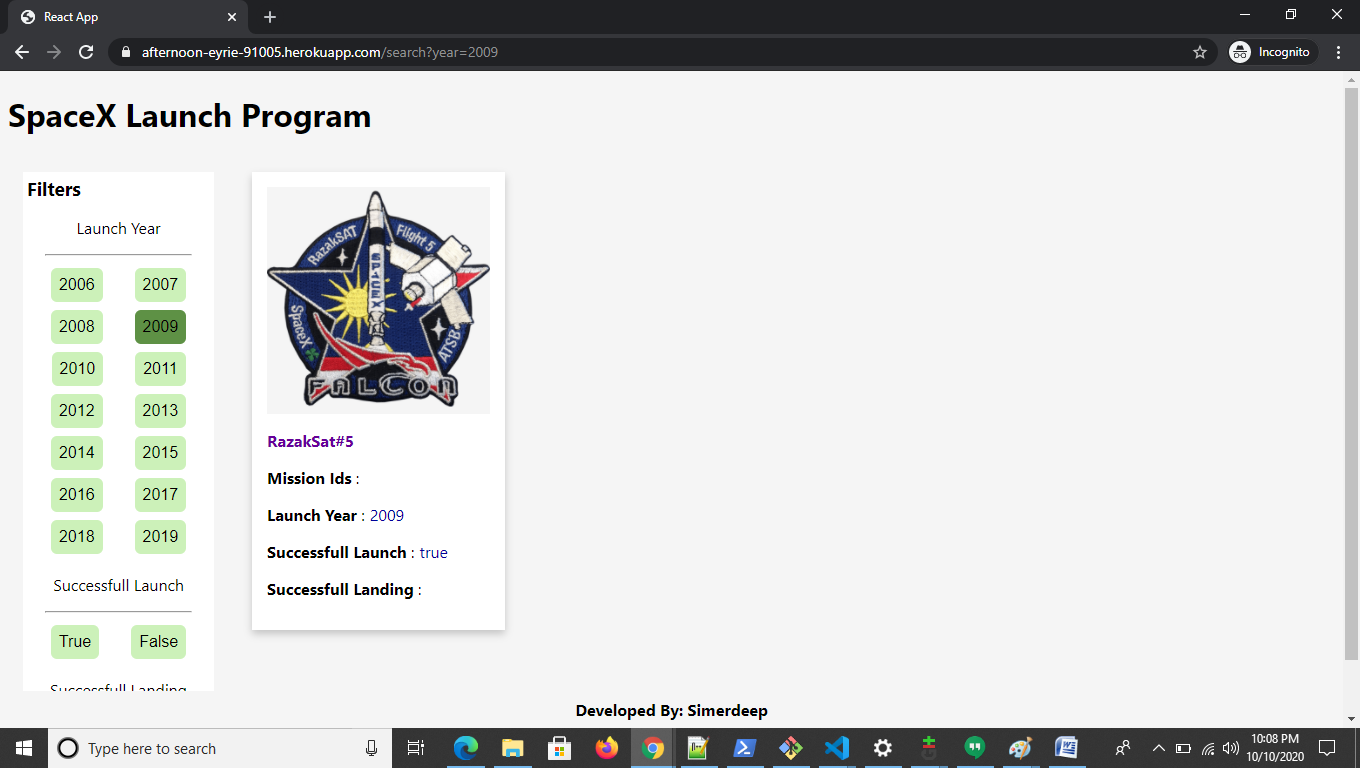 React App
afternoon-eyrie-91005.herokuapp.com/search?year=2009
Incognito
SpaceX Launch Program
Filters
Launch Year
2006 2007
2008 2009
2010 2011
2012 2013
2014 2015
2016 2017
2018 2019
Successfull Launch
True False
Successfull Landing
RazakSAT Flight 5
SPACEX
SpaceX
ATSB
FALCON
RazakSat#5
Mission Ids :
Launch Year : 2009
Successfull Launch : true
Successfull Landing :
Developed By: Simerdeep
Type here to search
10:08 PM
10/10/2020